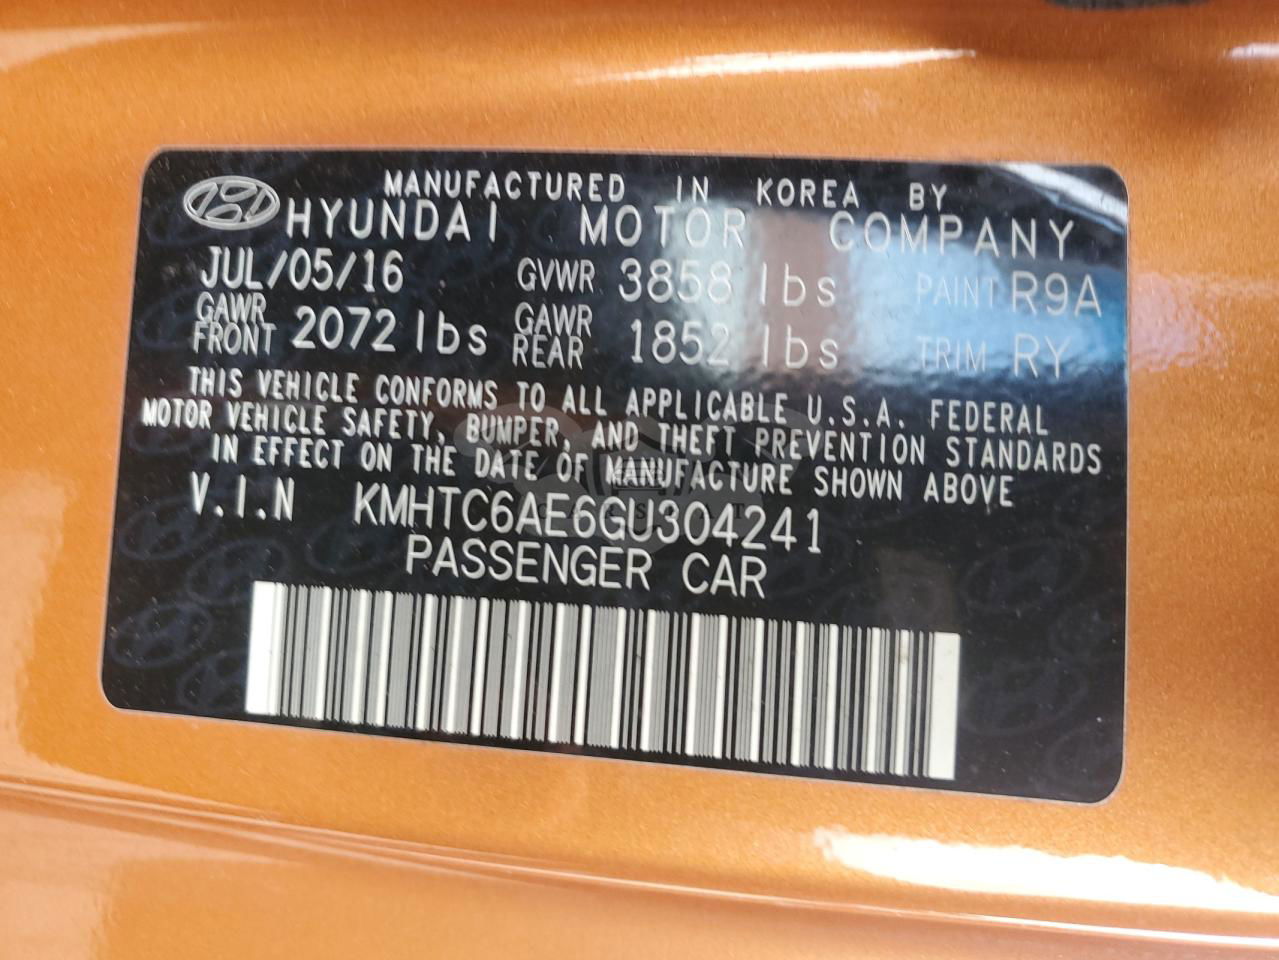 MANUFACTURED IN KOREA BY
HYUNDAI MOTOR COMPANY
JUL/05/16 GVWR 3858 lbs PAINT R9A
GAWR FRONT 2072 lbs GAWR REAR 1852 lbs TRIM RY
THIS VEHICLE CONFORMS TO ALL APPLICABLE U.S.A. FEDERAL
MOTOR VEHICLE SAFETY, BUMPER, AND THEFT PREVENTION STANDARDS
IN EFFECT ON THE DATE OF MANUFACTURE SHOWN ABOVE
V.I.N KMHTC6AE6GU304241
PASSENGER CAR